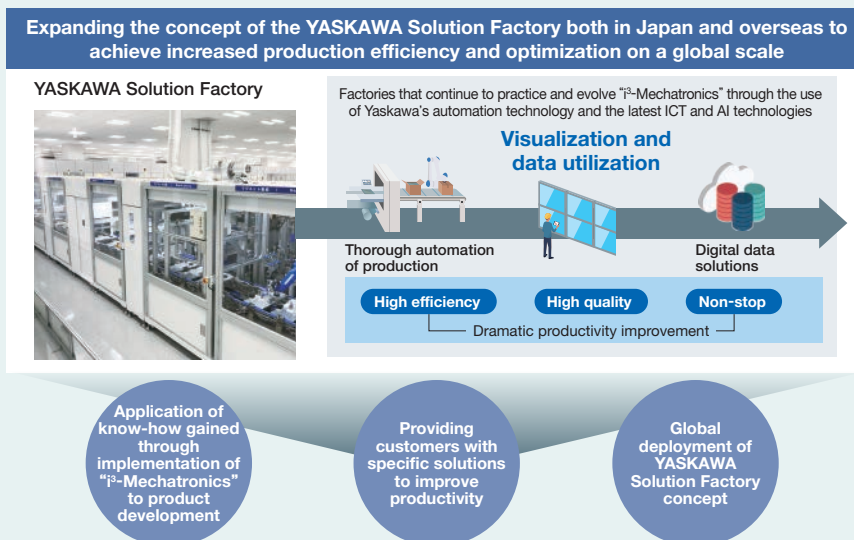 Expanding the concept of the YASKAWA Solution Factory both in Japan and overseas to
achieve increased production efficiency and optimization on a global scale
YASKAWA Solution Factory
Factories that continue to practice and evolve “i³-Mechatronics” through the use
of Yaskawa’s automation technology and the latest ICT and AI technologies
Visualization and
data utilization
Thorough automation
of production
Digital data
solutions
High efficiency
High quality
Non-stop
Dramatic productivity improvement
Application of
know-how gained
through
implementation of
“i³-Mechatronics”
to product
development
Providing
customers with
specific solutions
to improve
productivity
Global
deployment of
YASKAWA
Solution Factory
concept